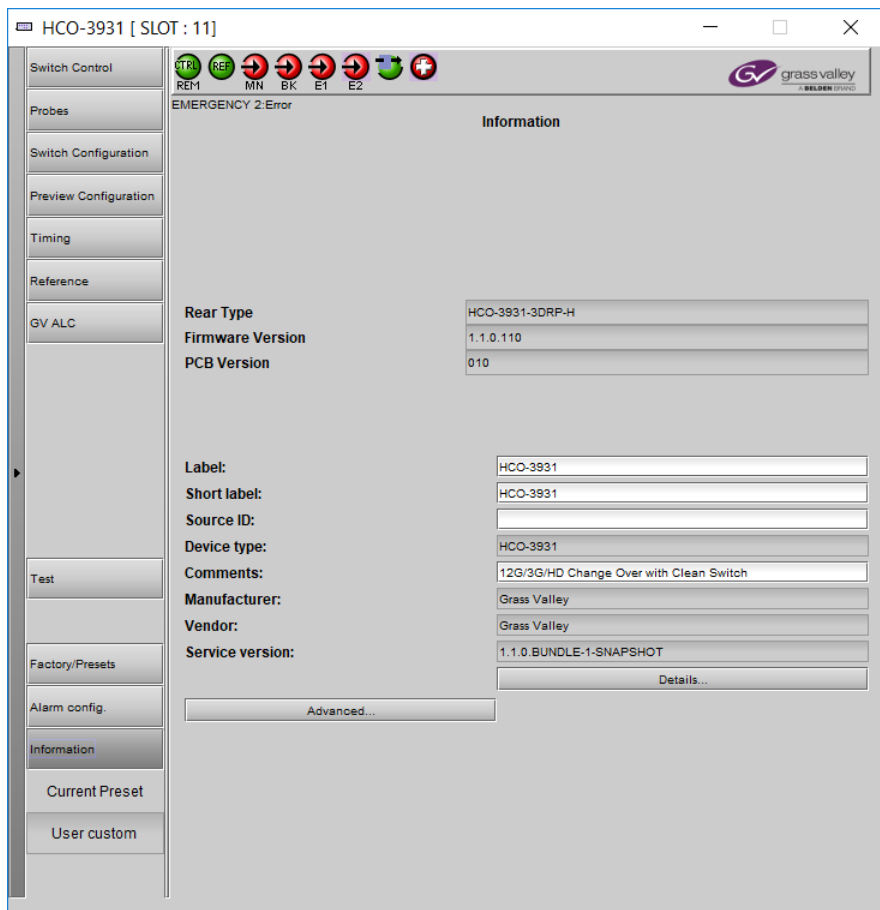 HCO-3931 [ SLOT : 11]
Switch Control
Probes
Switch Configuration
Preview Configuration
Timing
Reference
GV ALC
Test
Factory/Presets
Alarm config.
Information
Current Preset
User custom
CTRL REF
REM MN BK E1 E2
GV grass valley
A BELDEN BRAND
EMERGENCY 2:Error
Information
Rear Type HCO-3931-3DRP-H
Firmware Version 1.1.0.110
PCB Version 010
Label: HCO-3931
Short label: HCO-3931
Source ID:
Device type: HCO-3931
Comments: 12G/3G/HD Change Over with Clean Switch
Manufacturer: Grass Valley
Vendor: Grass Valley
Service version: 1.1.0.BUNDLE-1-SNAPSHOT
Details...
Advanced...